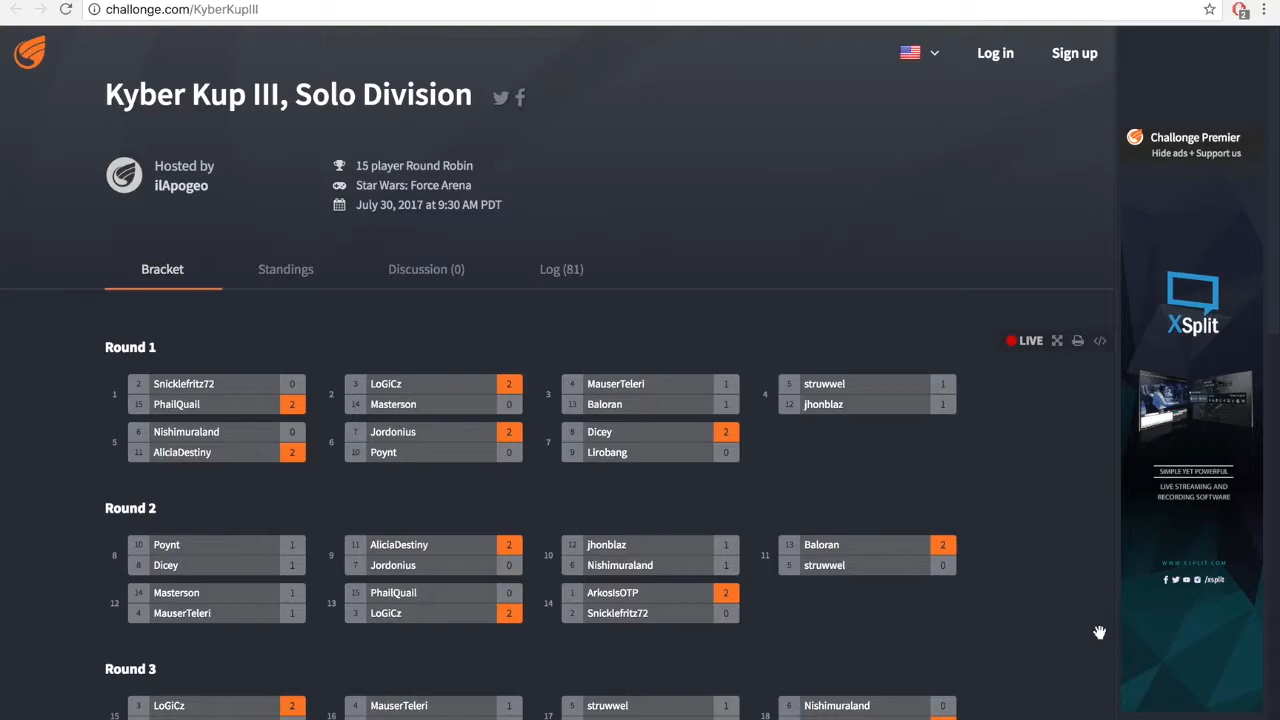 challonge.com/KyberKupIII
2
Log in
Sign up
Kyber Kup III, Solo Division
Hosted by
ilApogeo
15 player Round Robin
Star Wars: Force Arena
July 30, 2017 at 9:30 AM PDT
Challonge Premier
Hide ads + Support us
Bracket
Standings
Discussion (0)
Log (81)
Round 1
LIVE
1
2 Snicklefritz72 0
15 PhailQuail 2
2
3 LoGiCz 2
14 Masterson 0
3
4 MauserTeleri 1
13 Baloran 1
4
5 struwwel 1
12 jhonblaz 1
5
6 Nishimuraland 0
11 AliciaDestiny 2
6
7 Jordonius 2
10 Poynt 0
7
8 Dicey 2
9 Lirobang 0
Round 2
8
10 Poynt 1
8 Dicey 1
9
11 AliciaDestiny 2
7 Jordonius 0
10
12 jhonblaz 1
6 Nishimuraland 1
11
13 Baloran 2
5 struwwel 0
12
14 Masterson 1
4 MauserTeleri 1
13
15 PhailQuail 0
3 LoGiCz 2
14
1 ArkosIsOTP 2
2 Snicklefritz72 0
Round 3
15
3 LoGiCz 2
16
4 MauserTeleri 1
17
5 struwwel 1
18
6 Nishimuraland 0
XSplit
SIMPLE YET POWERFUL
LIVE STREAMING AND
RECORDING SOFTWARE
WWW.XSPLIT.COM
/xsplit